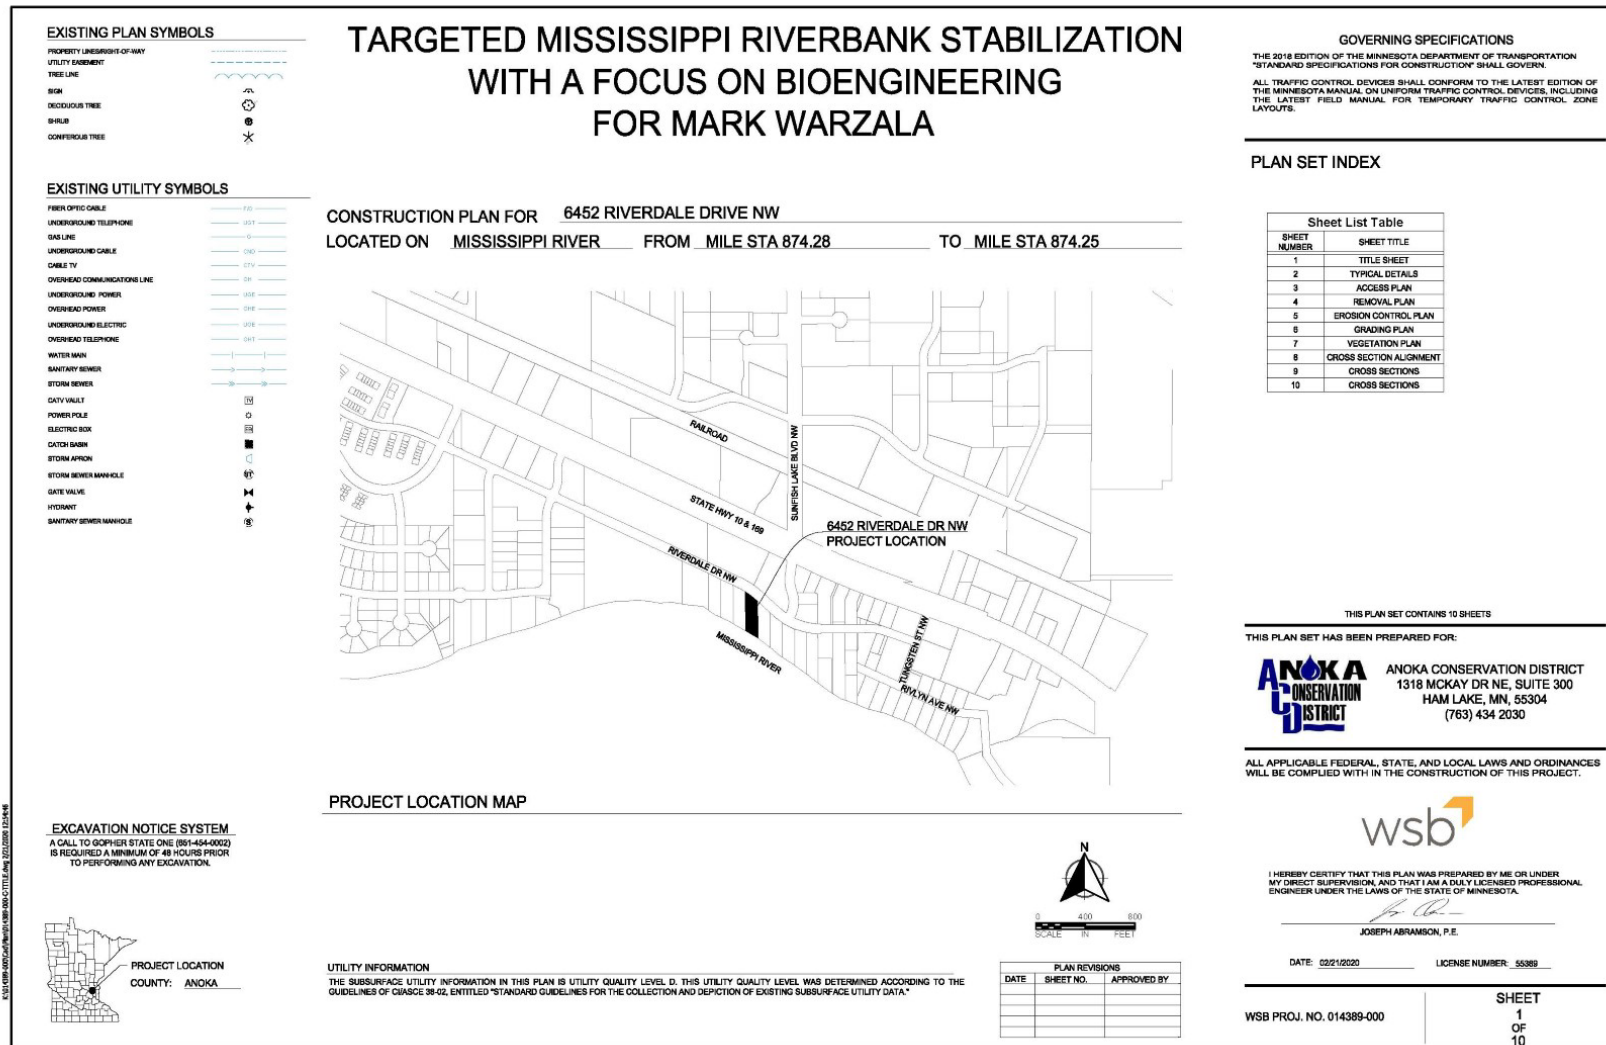 EXISTING PLAN SYMBOLS
PROPERTY LINES/RIGHT-OF-WAY
UTILITY EASEMENT
TREE LINE
SIGN
DECIDUOUS TREE
SHRUB
CONIFEROUS TREE
EXISTING UTILITY SYMBOLS
FIBER OPTIC CABLE
UNDERGROUND TELEPHONE
GAS LINE
UNDERGROUND CABLE
CABLE TV
OVERHEAD COMMUNICATIONS LINE
UNDERGROUND POWER
OVERHEAD POWER
UNDERGROUND ELECTRIC
OVERHEAD TELEPHONE
WATER MAIN
SANITARY SEWER
STORM SEWER
CATV VAULT
POWER POLE
ELECTRIC BOX
CATCH BASIN
STORM APRON
STORM SEWER MANHOLE
GATE VALVE
HYDRANT
SANITARY SEWER MANHOLE
EXCAVATION NOTICE SYSTEM
A CALL TO GOPHER STATE ONE (651-454-0002)
IS REQUIRED A MINIMUM OF 48 HOURS PRIOR
TO PERFORMING ANY EXCAVATION.
PROJECT LOCATION
COUNTY: ANOKA
TARGETED MISSISSIPPI RIVERBANK STABILIZATION
WITH A FOCUS ON BIOENGINEERING
FOR MARK WARZALA
CONSTRUCTION PLAN FOR 6452 RIVERDALE DRIVE NW
LOCATED ON MISSISSIPPI RIVER FROM MILE STA 874.28 TO MILE STA 874.25
RAILROAD
SUNFISH LAKE BLVD NW
STATE HWY 10 & 169
6452 RIVERDALE DR NW
PROJECT LOCATION
RIVERDALE DR NW
MISSISSIPPI RIVER
TUNGSTEN ST NW
RIVLYN AVE NW
PROJECT LOCATION MAP
N
0 400 800
SCALE IN FEET
UTILITY INFORMATION
THE SUBSURFACE UTILITY INFORMATION IN THIS PLAN IS UTILITY QUALITY LEVEL D. THIS UTILITY QUALITY LEVEL WAS DETERMINED ACCORDING TO THE
GUIDELINES OF CI/ASCE 38-02, ENTITLED "STANDARD GUIDELINES FOR THE COLLECTION AND DEPICTION OF EXISTING SUBSURFACE UTILITY DATA."
PLAN REVISIONS
DATE SHEET NO. APPROVED BY
GOVERNING SPECIFICATIONS
THE 2018 EDITION OF THE MINNESOTA DEPARTMENT OF TRANSPORTATION
"STANDARD SPECIFICATIONS FOR CONSTRUCTION" SHALL GOVERN.
ALL TRAFFIC CONTROL DEVICES SHALL CONFORM TO THE LATEST EDITION OF
THE MINNESOTA MANUAL ON UNIFORM TRAFFIC CONTROL DEVICES, INCLUDING
THE LATEST FIELD MANUAL FOR TEMPORARY TRAFFIC CONTROL ZONE
LAYOUTS.
PLAN SET INDEX
Sheet List Table
SHEET NUMBER SHEET TITLE
1 TITLE SHEET
2 TYPICAL DETAILS
3 ACCESS PLAN
4 REMOVAL PLAN
5 EROSION CONTROL PLAN
6 GRADING PLAN
7 VEGETATION PLAN
8 CROSS SECTION ALIGNMENT
9 CROSS SECTIONS
10 CROSS SECTIONS
THIS PLAN SET CONTAINS 10 SHEETS
THIS PLAN SET HAS BEEN PREPARED FOR:
ANOKA
CONSERVATION
DISTRICT
ANOKA CONSERVATION DISTRICT
1318 MCKAY DR NE, SUITE 300
HAM LAKE, MN, 55304
(763) 434 2030
ALL APPLICABLE FEDERAL, STATE, AND LOCAL LAWS AND ORDINANCES
WILL BE COMPLIED WITH IN THE CONSTRUCTION OF THIS PROJECT.
wsb
I HEREBY CERTIFY THAT THIS PLAN WAS PREPARED BY ME OR UNDER
MY DIRECT SUPERVISION, AND THAT I AM A DULY LICENSED PROFESSIONAL
ENGINEER UNDER THE LAWS OF THE STATE OF MINNESOTA.
JOSEPH ABRAMSON, P.E.
DATE: 02/21/2020 LICENSE NUMBER: 55389
WSB PROJ. NO. 014389-000
SHEET
1
OF
10